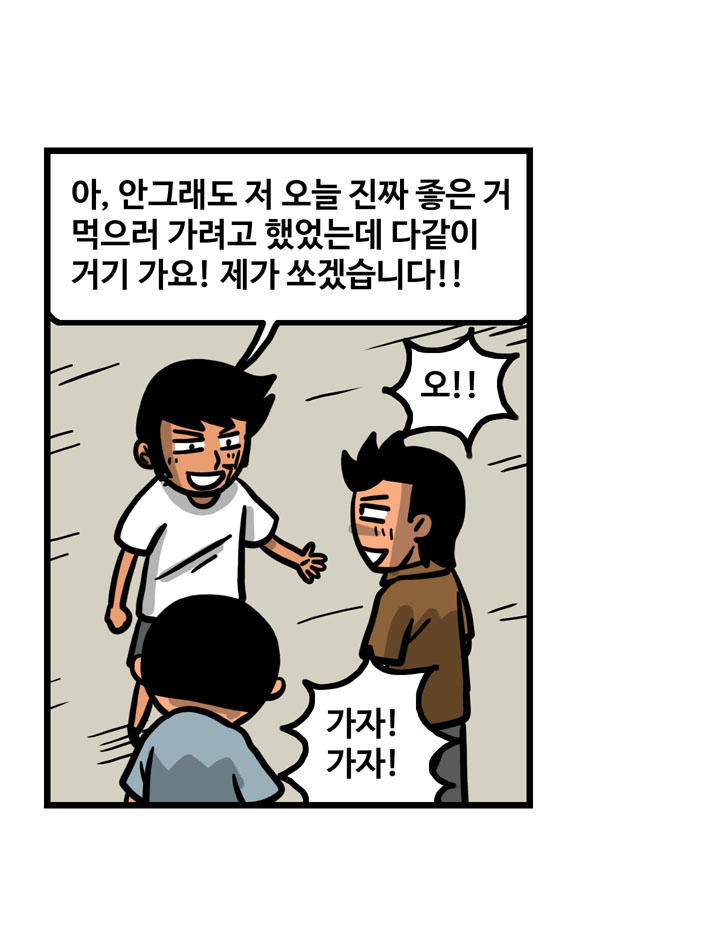 아, 안그래도 저 오늘 진짜 좋은 거
먹으러 가려고 했었는데 다같이
거기 가요! 제가 쏘겠습니다!!
오!!
가자!
가자!